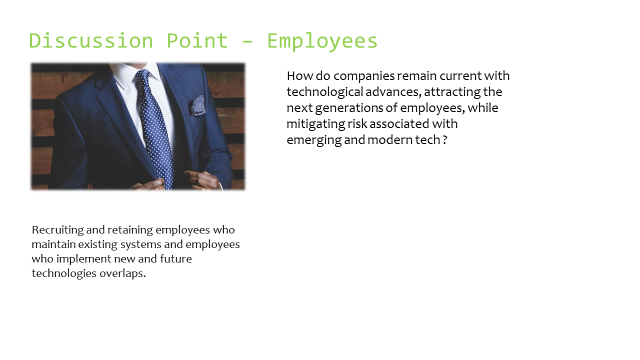 Discussion Point – Employees
How do companies remain current with
technological advances, attracting the
next generations of employees, while
mitigating risk associated with
emerging and modern tech ?
Recruiting and retaining employees who
maintain existing systems and employees
who implement new and future
technologies overlaps.